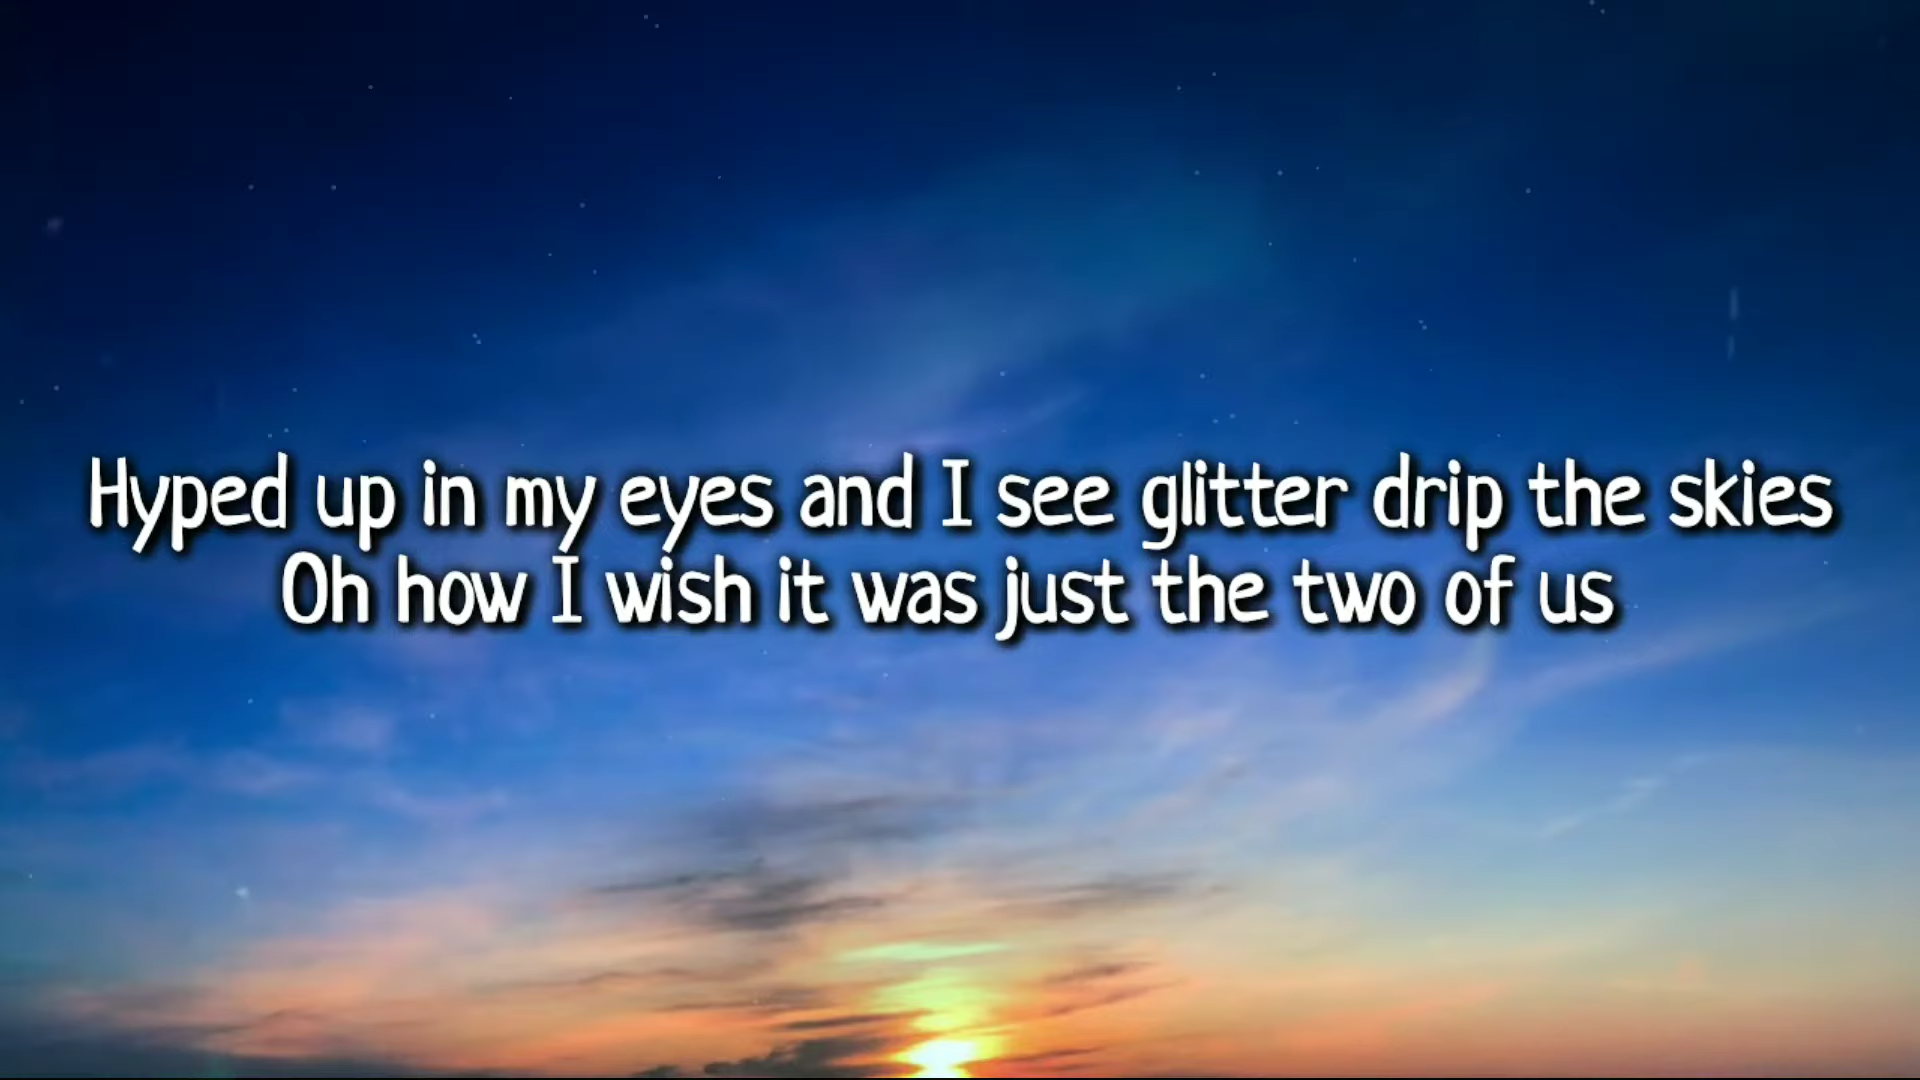 Hyped up in my eyes and I see glitter drip the skies
Oh how I wish it was just the two of us